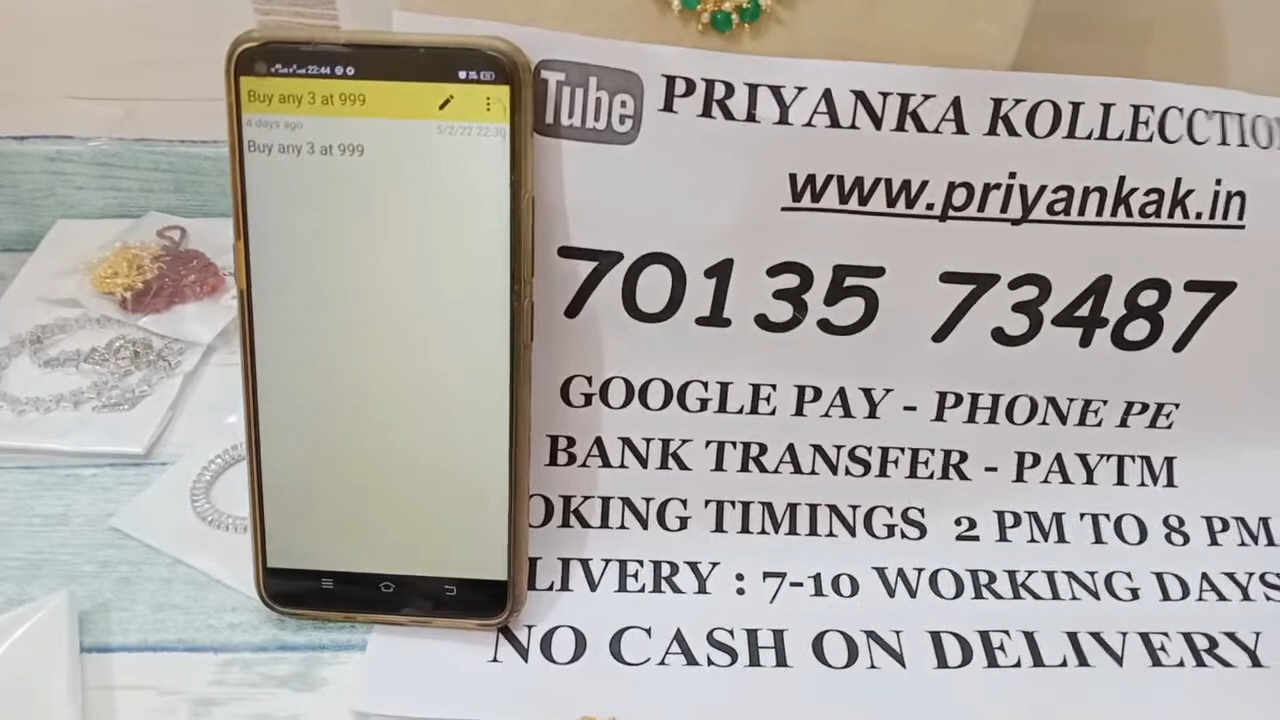 22:44
Buy any 3 at 999
4 days ago 5/2/22 22:30
Buy any 3 at 999
Tube PRIYANKA KOLLECCTIO
www.priyankak.in
70135 73487
GOOGLE PAY - PHONE PE
BANK TRANSFER - PAYTM
OKING TIMINGS 2 PM TO 8 PM
LIVERY : 7-10 WORKING DAYS
NO CASH ON DELIVERY